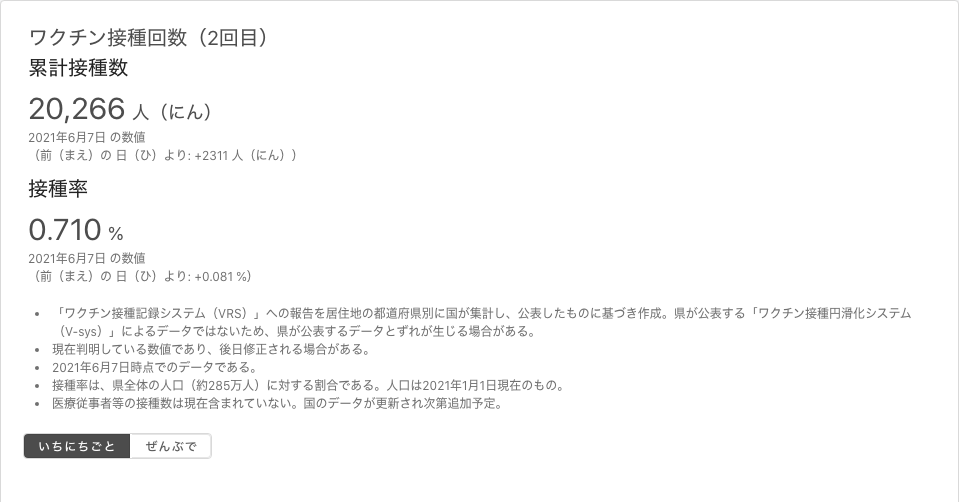 ワクチン接種回数（2回目）
累計接種数
20,266 人（にん）
2021年6月7日 の数値
（前（まえ）の 日（ひ）より: +2311 人（にん））
接種率
0.710 %
2021年6月7日 の数値
（前（まえ）の 日（ひ）より: +0.081 %）
• 「ワクチン接種記録システム（VRS）」への報告を居住地の都道府県別に国が集計し、公表したものに基づき作成。県が公表する「ワクチン接種円滑化システム
（V-sys）」によるデータではないため、県が公表するデータとずれが生じる場合がある。
• 現在判明している数値であり、後日修正される場合がある。
• 2021年6月7日時点でのデータである。
• 接種率は、県全体の人口（約285万人）に対する割合である。人口は2021年1月1日現在のもの。
• 医療従事者等の接種数は現在含まれていない。国のデータが更新され次第追加予定。
いちにちごと ぜんぶで